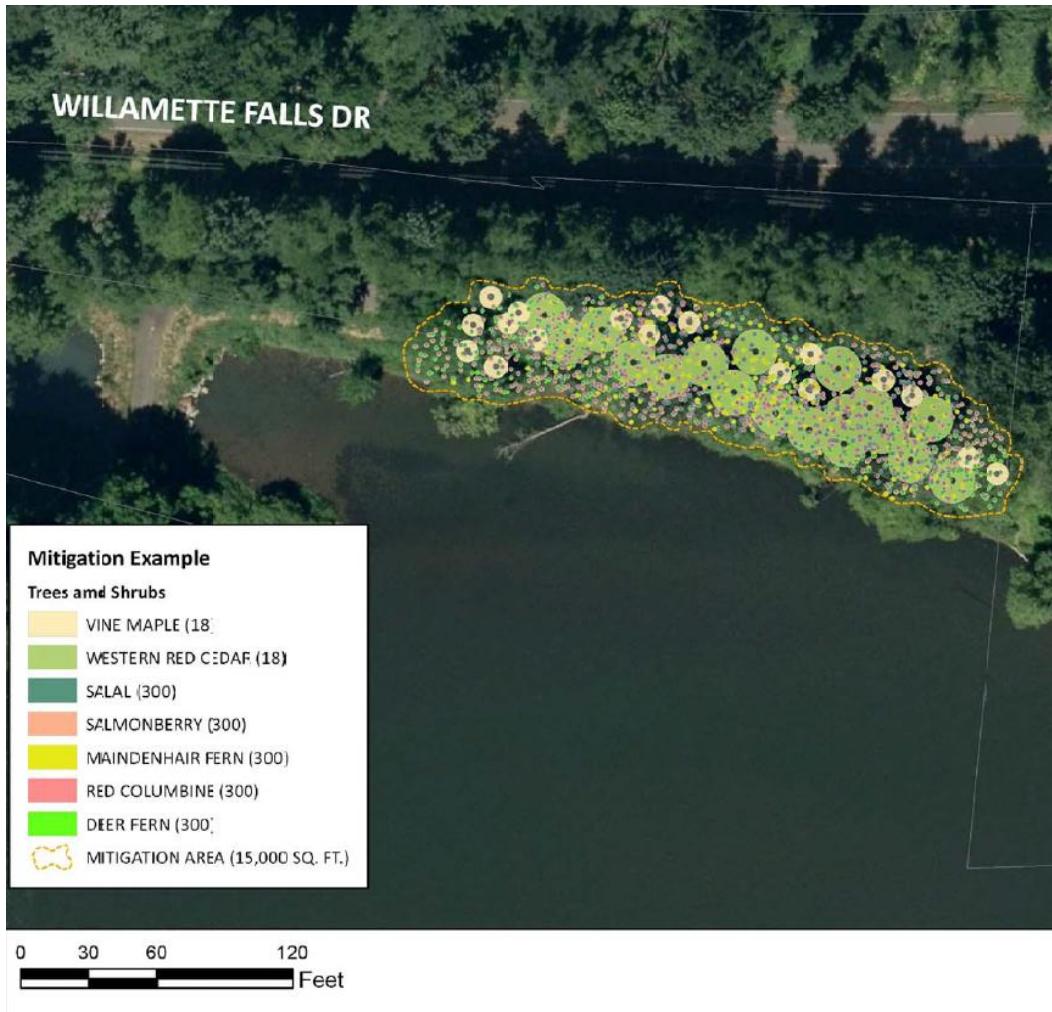 WILLAMETTE FALLS DR
Mitigation Example
Trees amd Shrubs
VINE MAPLE (18)
WESTERN RED CEDAR (18)
SALAL (300)
SALMONBERRY (300)
MAINDENHAIR FERN (300)
RED COLUMBINE (300)
DEER FERN (300)
MITIGATION AREA (15,000 SQ. FT.)
0 30 60 120
Feet